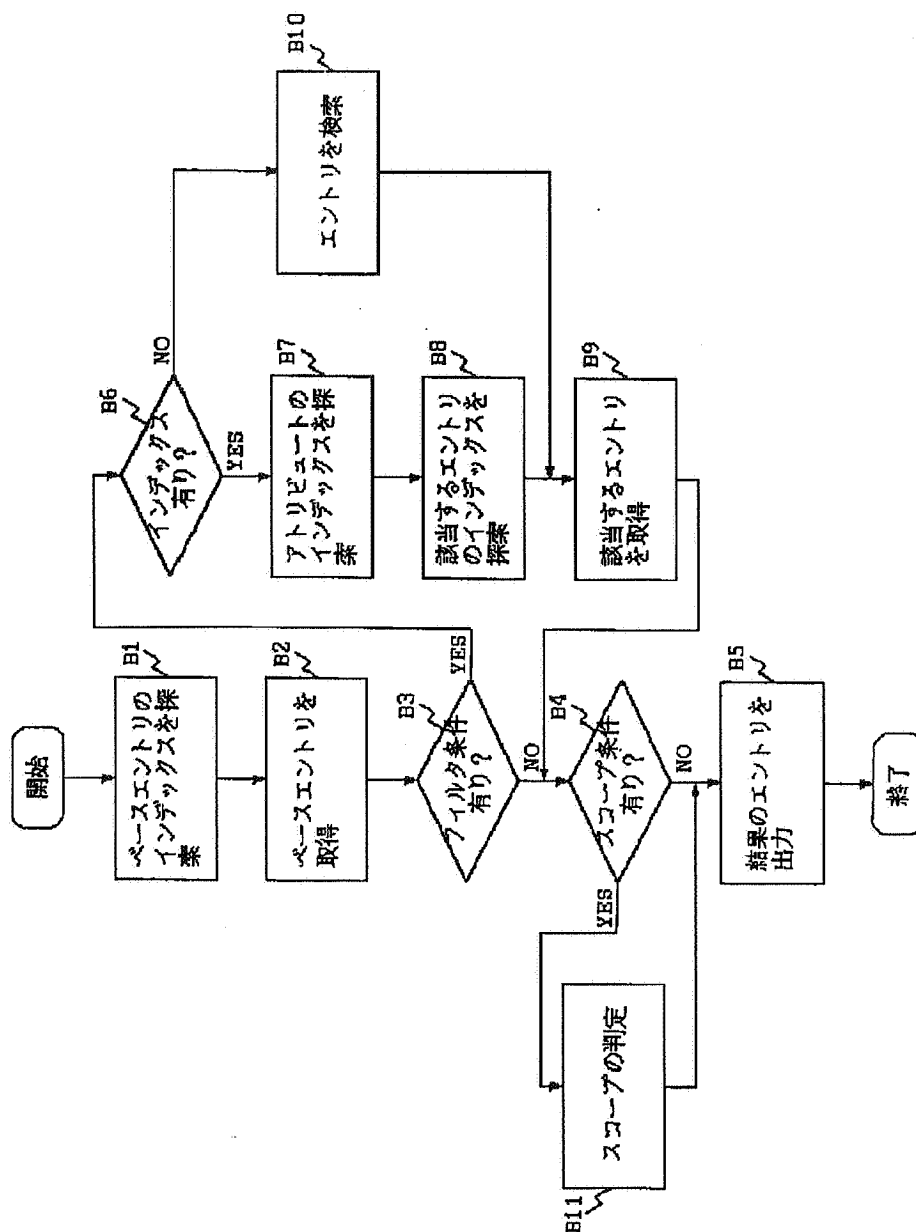 開始
B1
ベースエントリの
インデックスを探
索
B2
ベースエントリを
取得
B3
フィルタ条件
有り？
YES
NO
B4
スコープ条件
有り？
YES
NO
B5
結果のエントリを
出力
終了
B6
インデックス
有り？
NO
YES
B7
アトリビュートの
インデックスを探
索
B8
該当するエントリ
のインデックスを
探索
B9
該当するエントリ
を取得
B10
エントリを検索
スコープの判定
B11